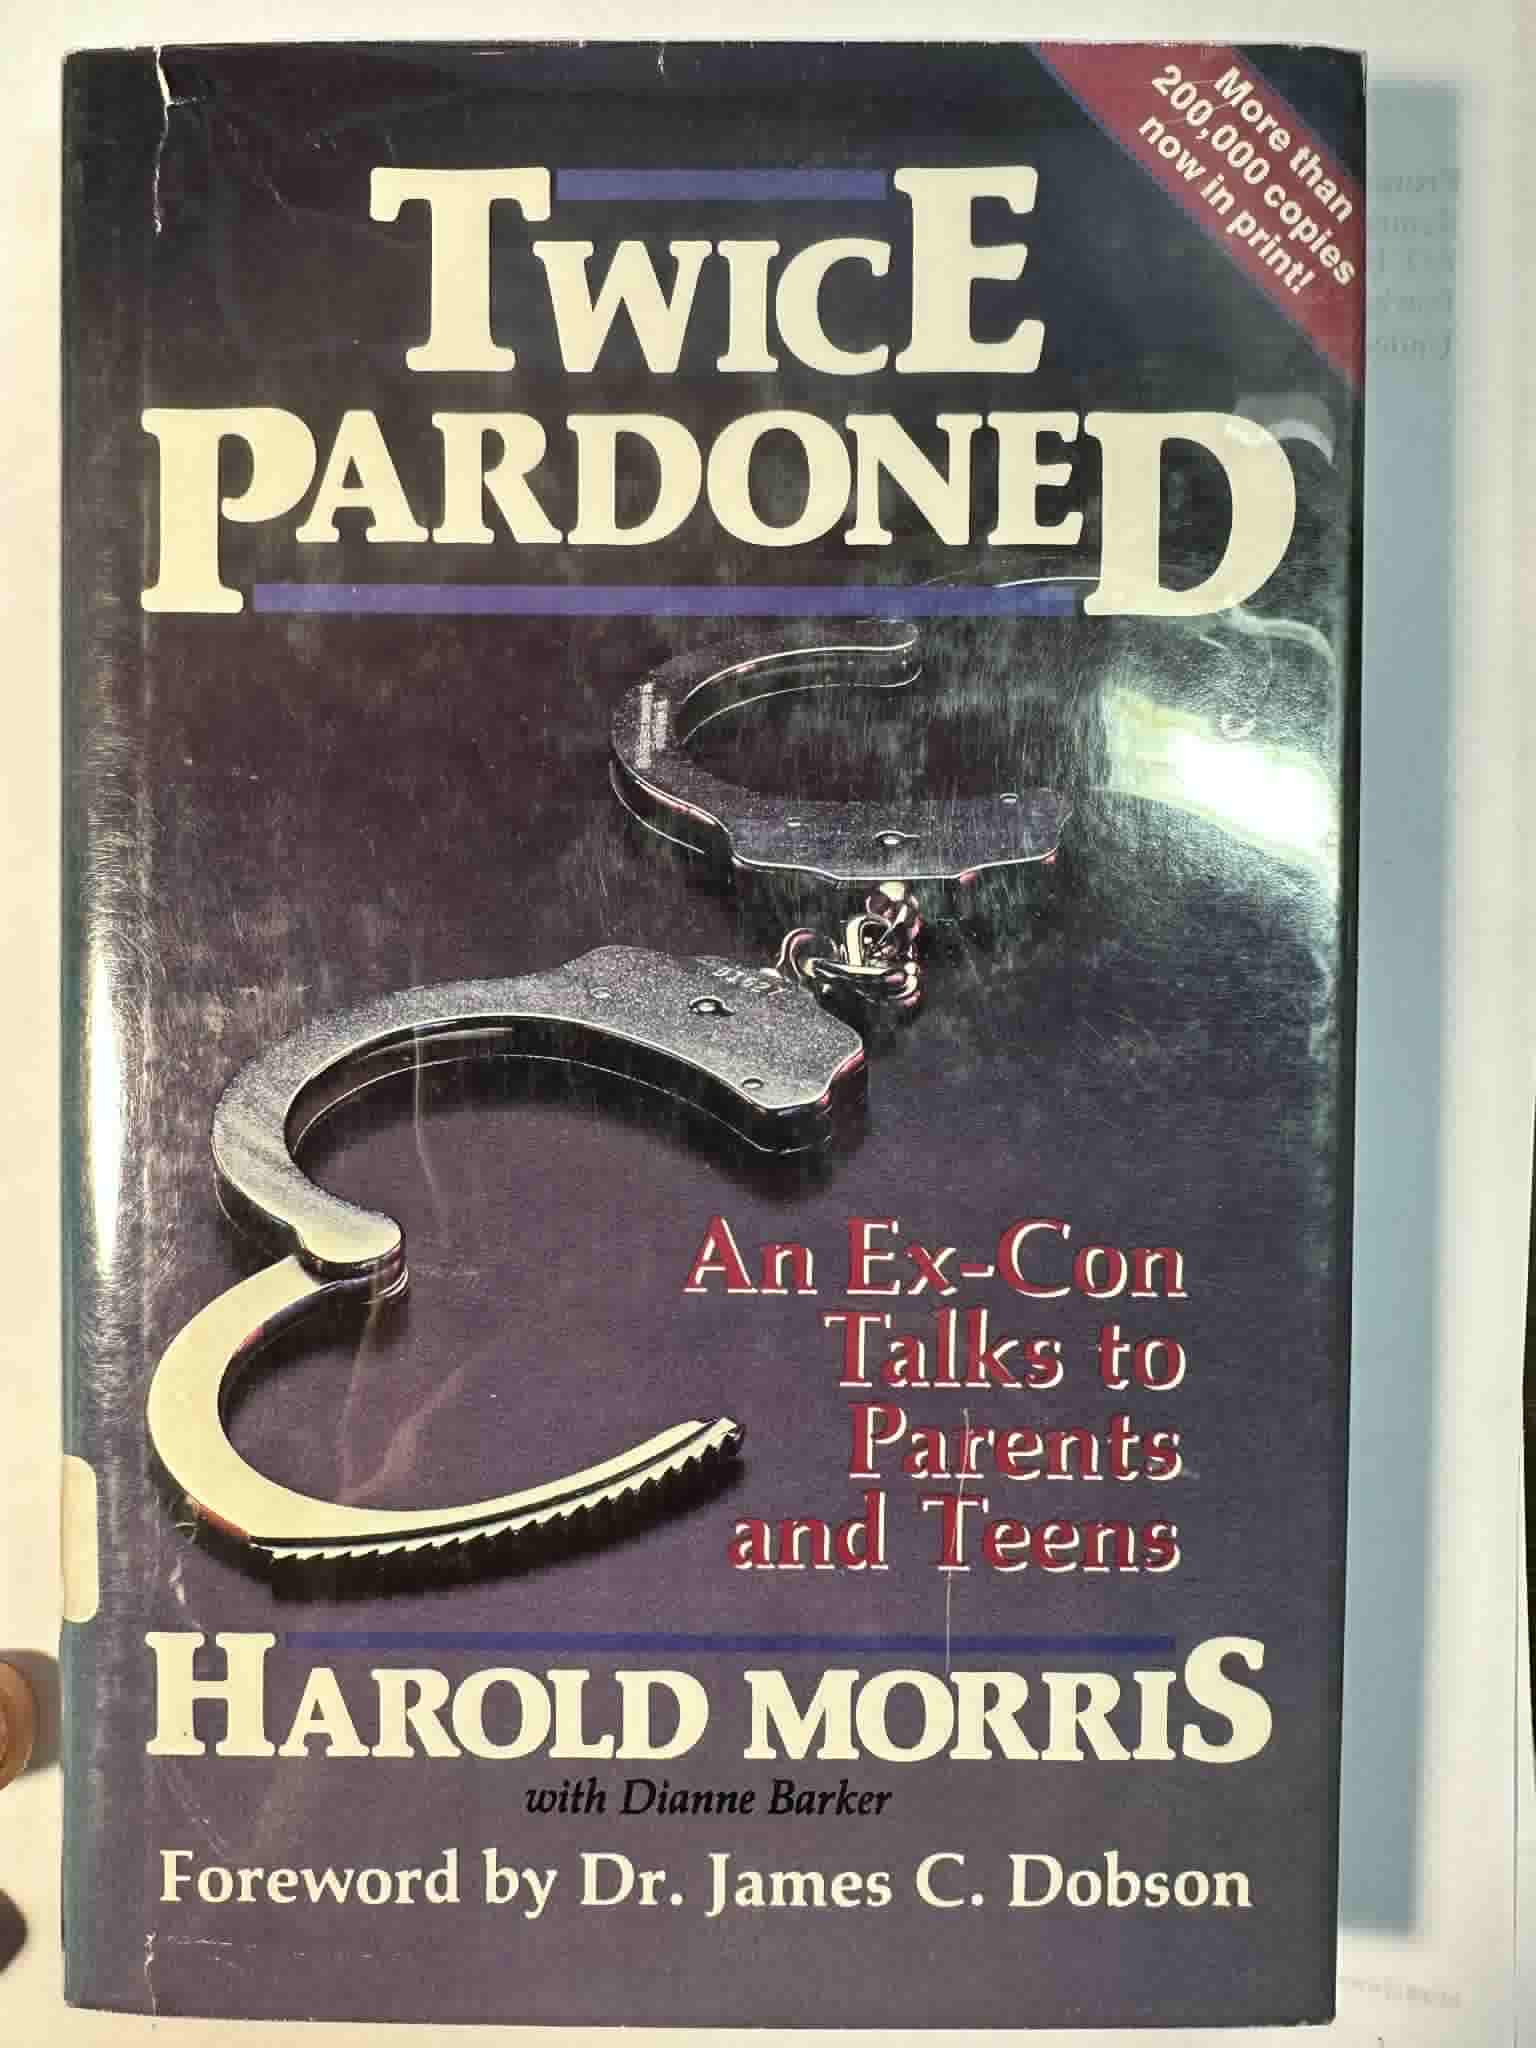 More than
200,000 copies
now in print!
TWICE
PARDONED
An Ex-Con
Talks to
Parents
and Teens
HAROLD MORRIS
with Dianne Barker
Foreword by Dr. James C. Dobson